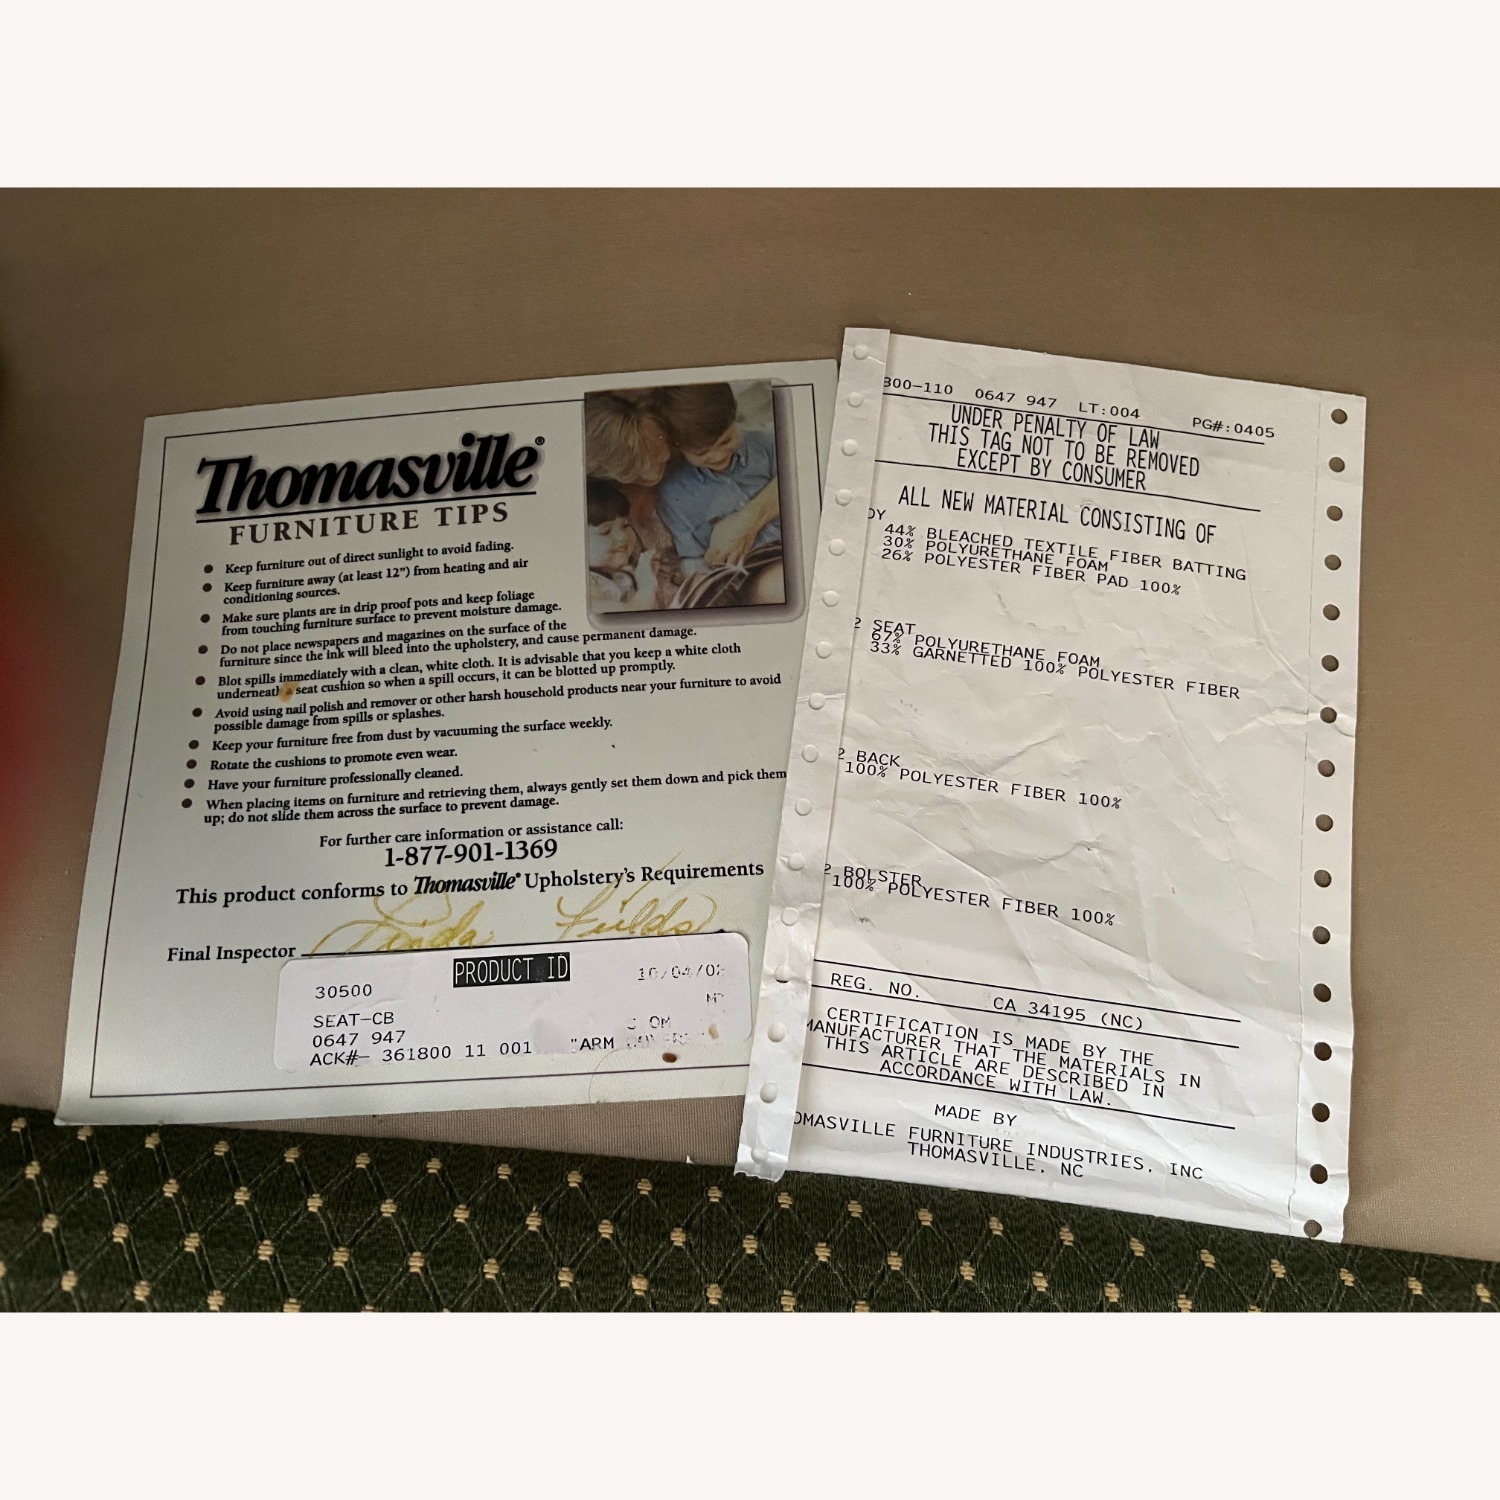 Thomasville®
FURNITURE TIPS
Keep furniture out of direct sunlight to avoid fading.
Keep furniture away (at least 12") from heating and air
conditioning sources.
Make sure plants are in drip proof pots and keep foliage
from touching furniture surface to prevent moisture damage.
Do not place newspapers and magazines on the surface of the
furniture since the ink will bleed into the upholstery, and cause permanent damage.
Blot spills immediately with a clean, white cloth. It is advisable that you keep a white cloth
underneath a seat cushion so when a spill occurs, it can be blotted up promptly.
Avoid using nail polish and remover or other harsh household products near your furniture to avoid
possible damage from spills or splashes.
Keep your furniture free from dust by vacuuming the surface weekly.
Rotate the cushions to promote even wear.
Have your furniture professionally cleaned.
When placing items on furniture and retrieving them, always gently set them down and pick them
up; do not slide them across the surface to prevent damage.
For further care information or assistance call:
1-877-901-1369
This product conforms to Thomasville® Upholstery's Requirements
Final Inspector Linda Fields
PRODUCT ID
30500
SEAT-CB
0647 947
ACK#- 361800 11 001 "ARM
300-110 0647 947 LT:004 PG#:0405
UNDER PENALTY OF LAW
THIS TAG NOT TO BE REMOVED
EXCEPT BY CONSUMER
ALL NEW MATERIAL CONSISTING OF
DY
44% BLEACHED TEXTILE FIBER BATTING
30% POLYURETHANE FOAM
26% POLYESTER FIBER PAD 100%
2 SEAT
67% POLYURETHANE FOAM
33% GARNETTED 100% POLYESTER FIBER
2 BACK
100% POLYESTER FIBER 100%
2 BOLSTER
100% POLYESTER FIBER 100%
REG. NO. CA 34195 (NC)
CERTIFICATION IS MADE BY THE
MANUFACTURER THAT THE MATERIALS IN
THIS ARTICLE ARE DESCRIBED IN
ACCORDANCE WITH LAW.
MADE BY
OMASVILLE FURNITURE INDUSTRIES, INC
THOMASVILLE, NC